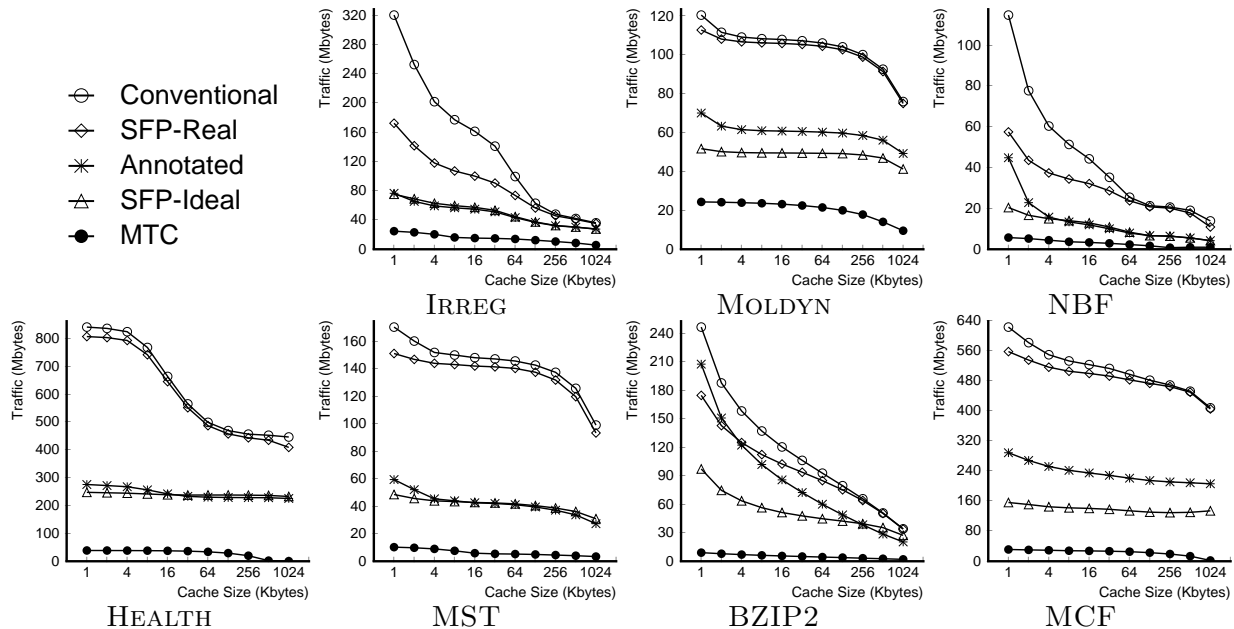 Conventional
SFP-Real
Annotated
SFP-Ideal
MTC
Traffic (Mbytes)
320
280
240
200
160
120
80
40
0
1 4 16 64 256 1024
Cache Size (Kbytes)
IRREG
Traffic (Mbytes)
120
100
80
60
40
20
0
1 4 16 64 256 1024
Cache Size (Kbytes)
MOLDYN
Traffic (Mbytes)
100
80
60
40
20
0
1 4 16 64 256 1024
Cache Size (Kbytes)
NBF
Traffic (Mbytes)
800
700
600
500
400
300
200
100
0
1 4 16 64 256 1024
Cache Size (Kbytes)
HEALTH
Traffic (Mbytes)
160
140
120
100
80
60
40
20
0
1 4 16 64 256 1024
Cache Size (Kbytes)
MST
Traffic (Mbytes)
240
210
180
150
120
90
60
30
0
1 4 16 64 256 1024
Cache Size (Kbytes)
BZIP2
Traffic (Mbytes)
640
560
480
400
320
240
160
80
0
1 4 16 64 256 1024
Cache Size (Kbytes)
MCF